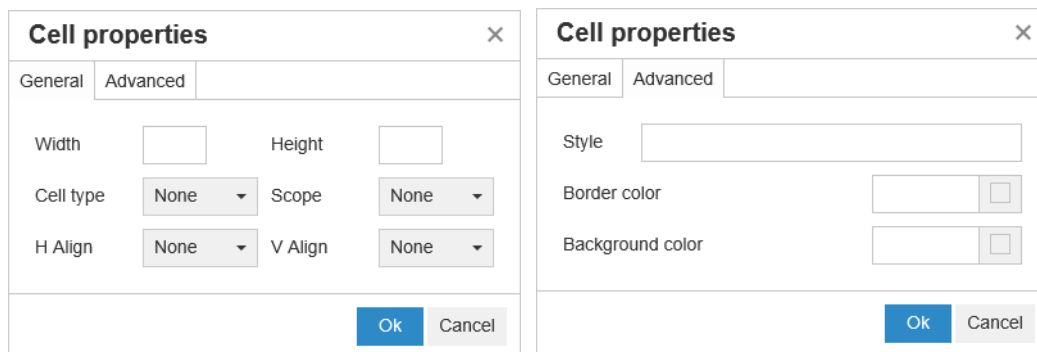 Cell properties ×
General Advanced
Width Height
Cell type None Scope None
H Align None V Align None
Ok Cancel
Cell properties ×
General Advanced
Style
Border color
Background color
Ok Cancel